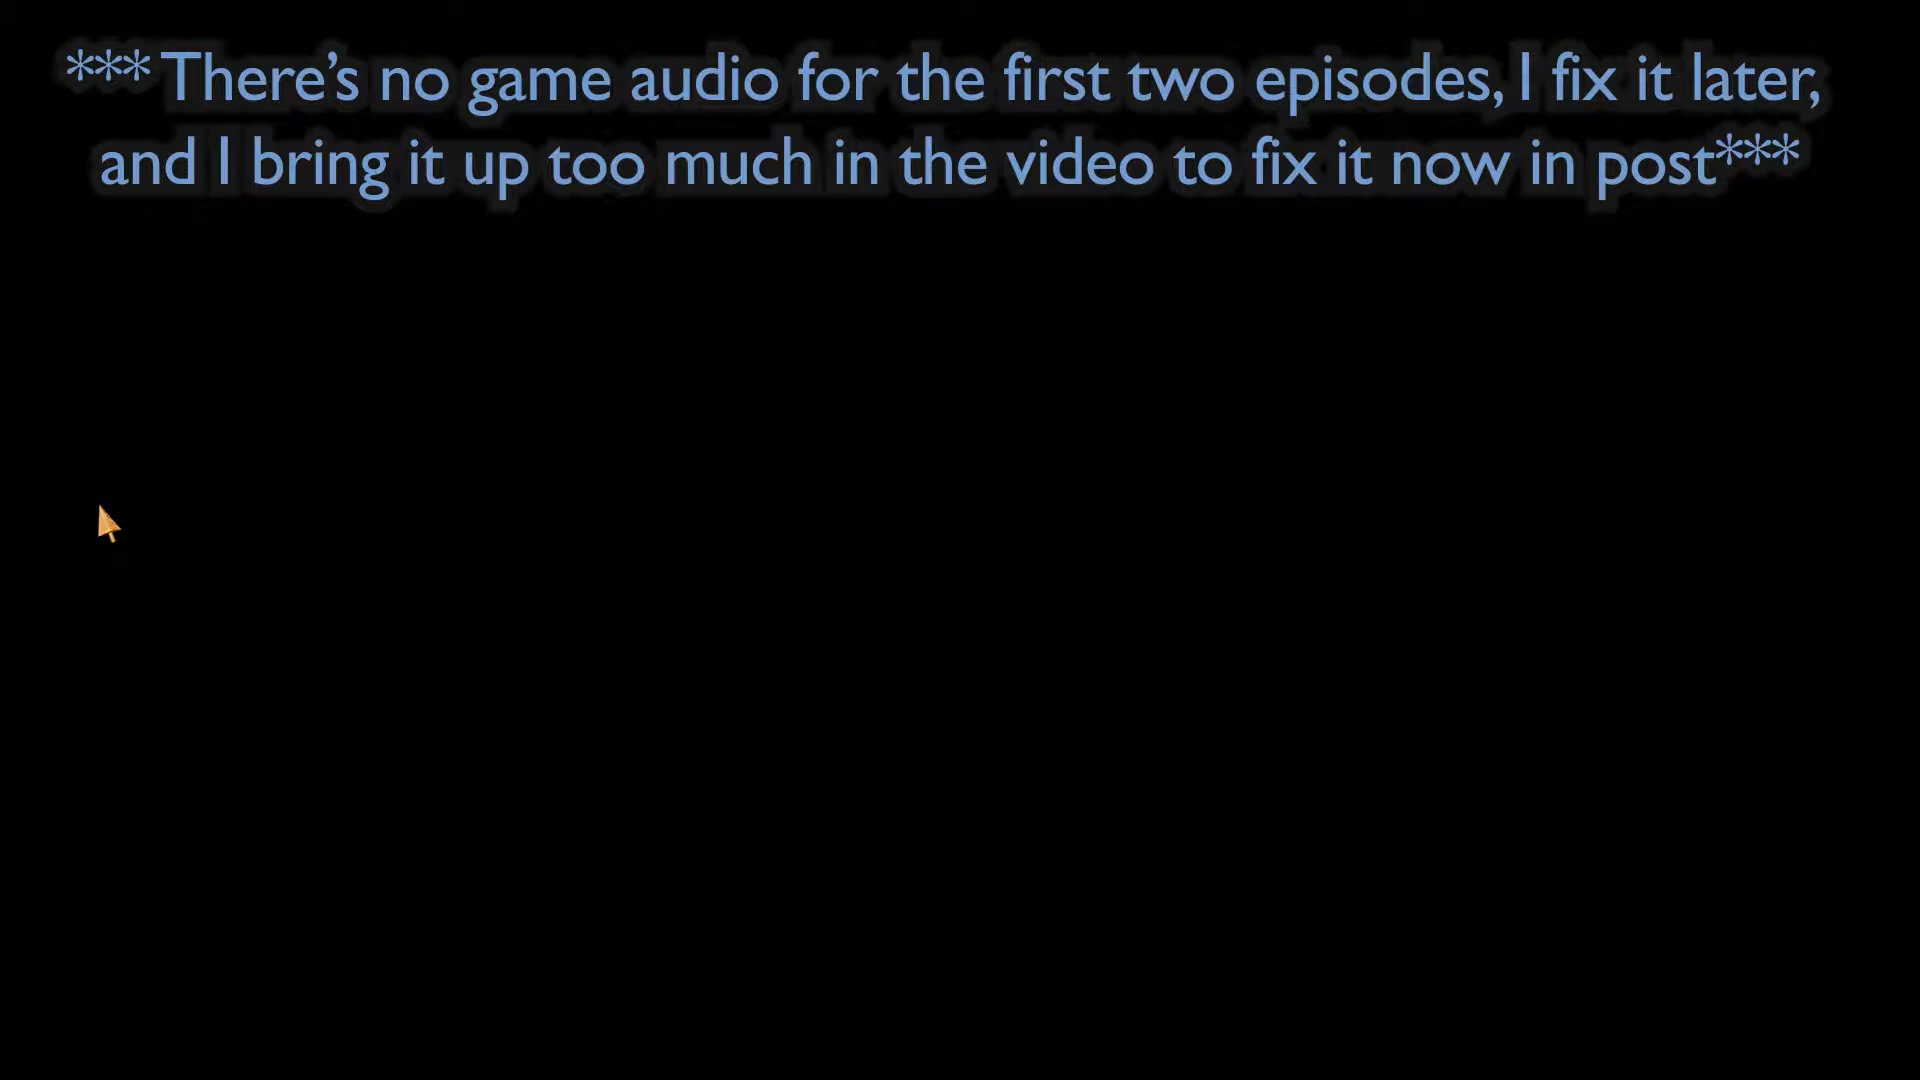 *** There’s no game audio for the first two episodes, I fix it later,
and I bring it up too much in the video to fix it now in post***